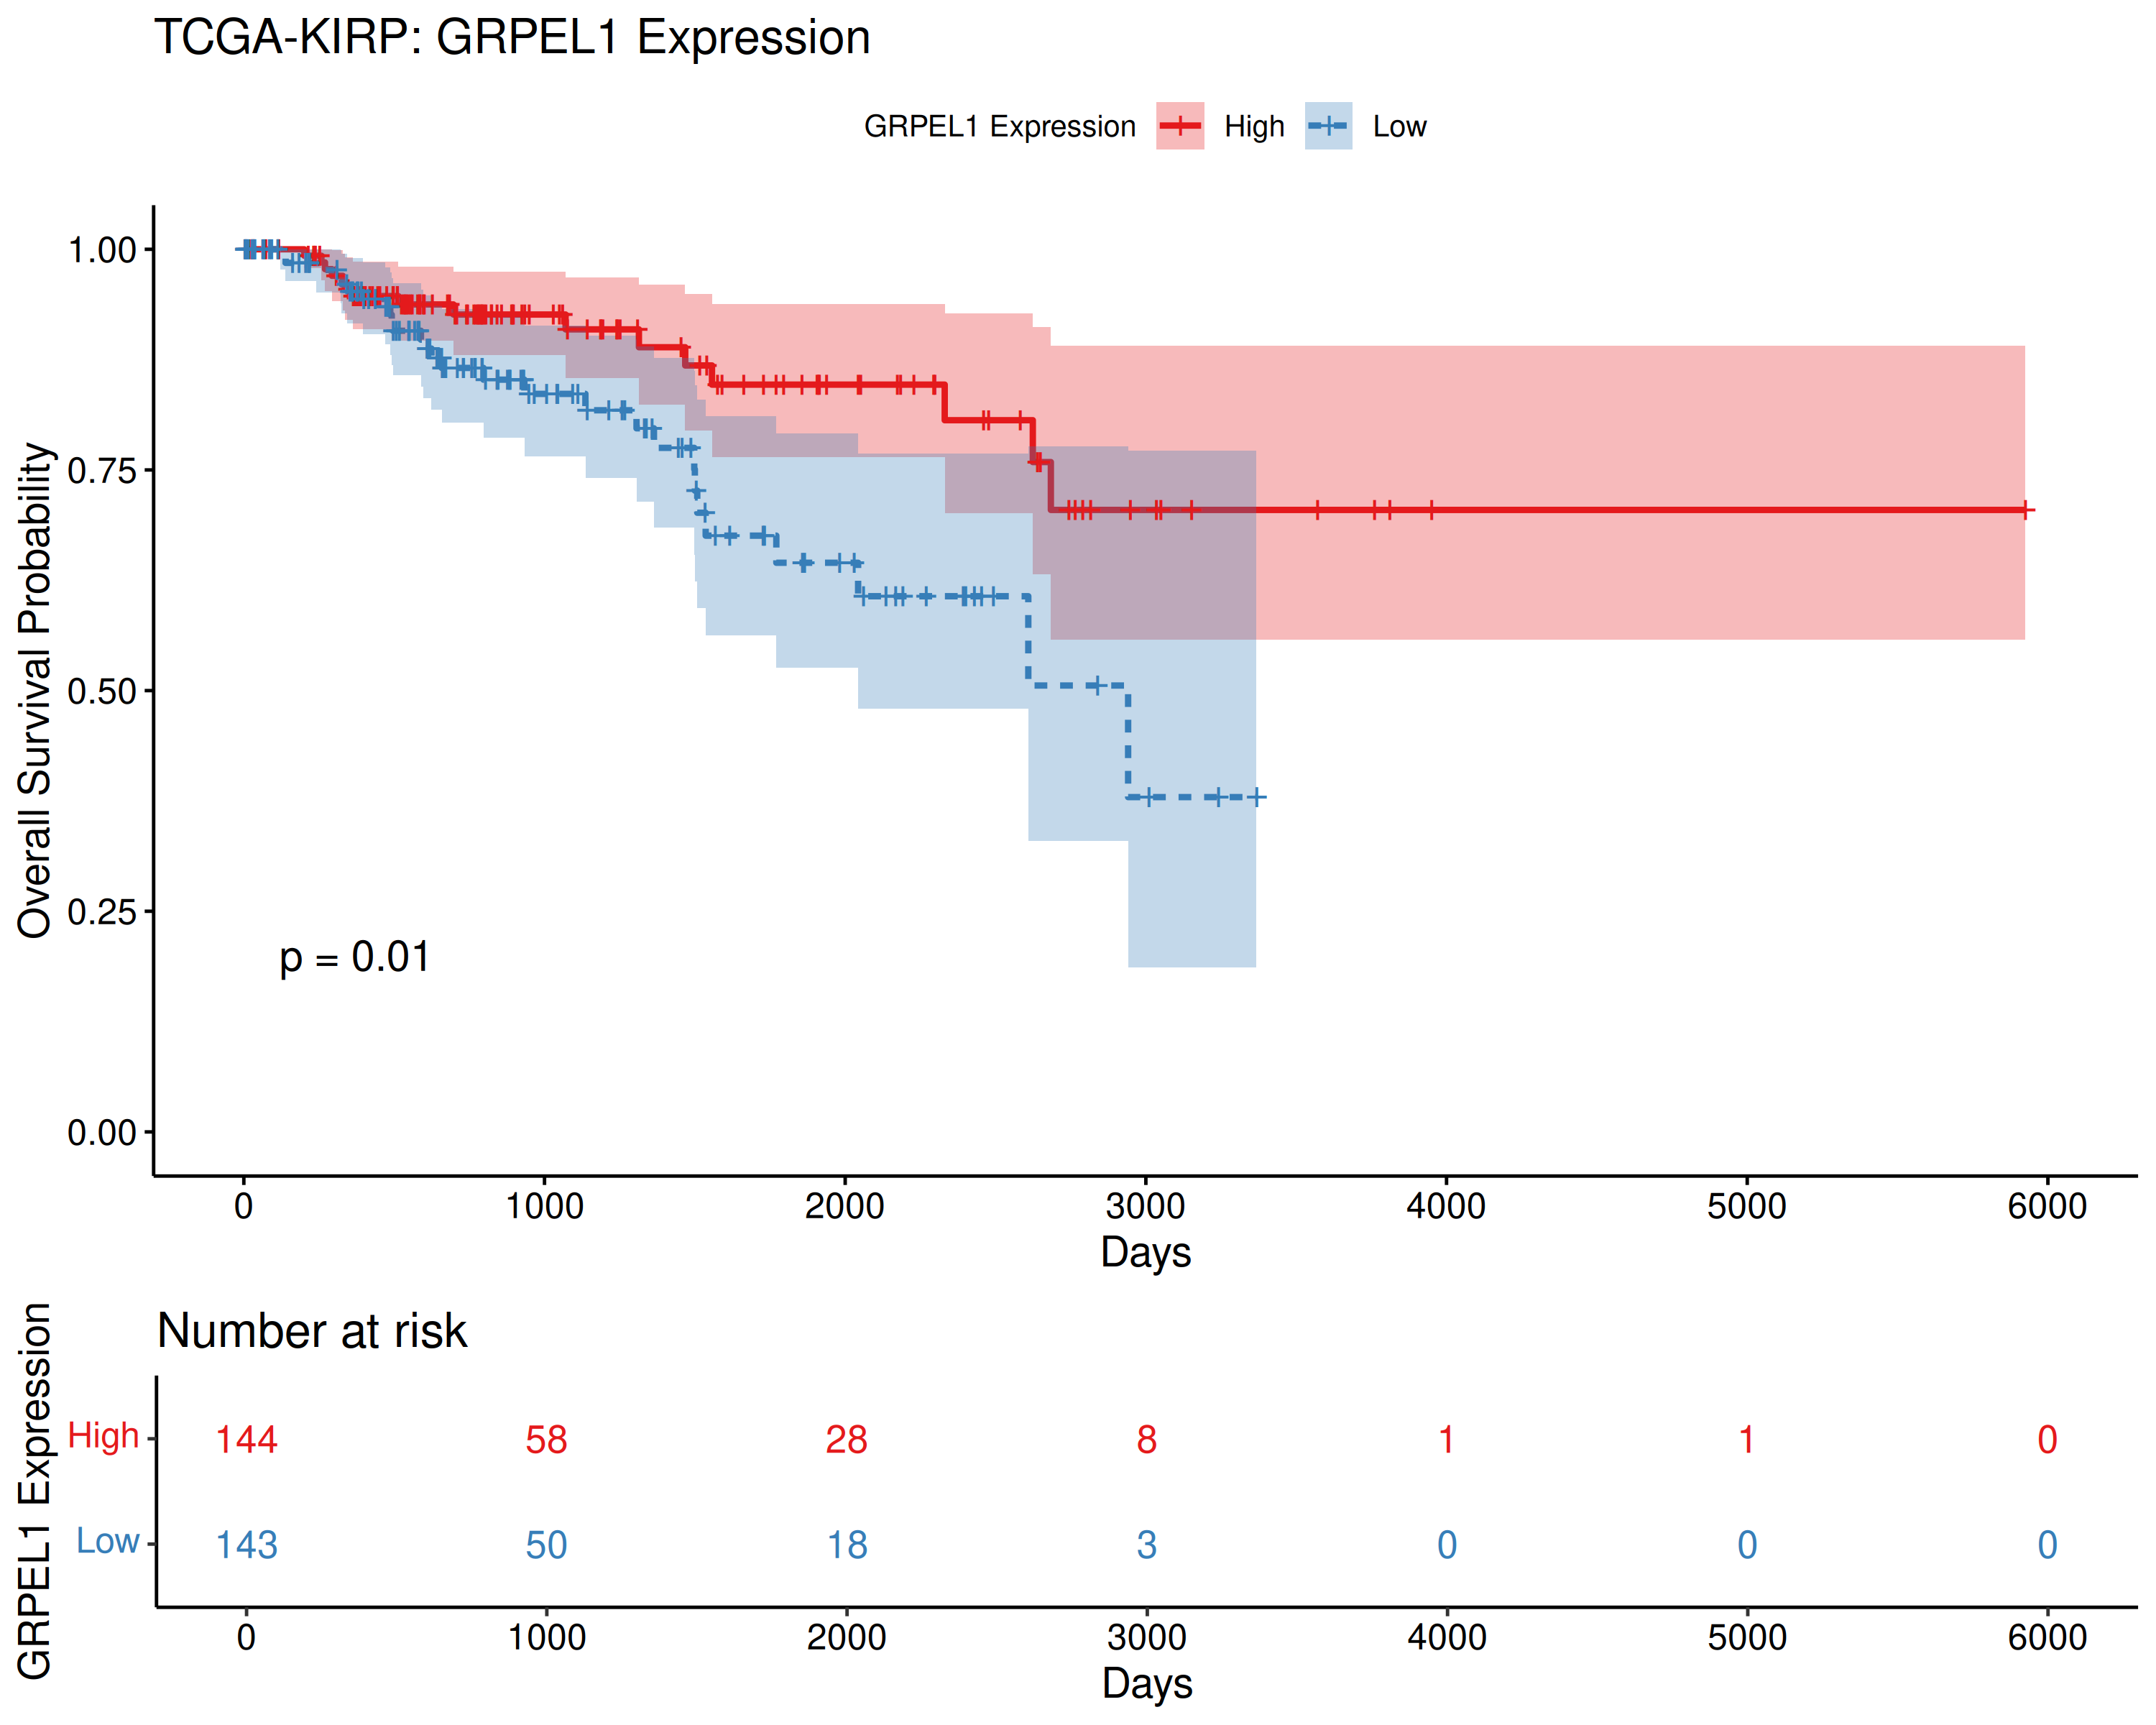 TCGA-KIRP: GRPEL1 Expression
GRPEL1 Expression High Low
Overall Survival Probability
1.00
0.75
0.50
0.25
0.00
p = 0.01
0 1000 2000 3000 4000 5000 6000
Days
Number at risk
GRPEL1 Expression
High 144 58 28 8 1 1 0
Low 143 50 18 3 0 0 0
0 1000 2000 3000 4000 5000 6000
Days